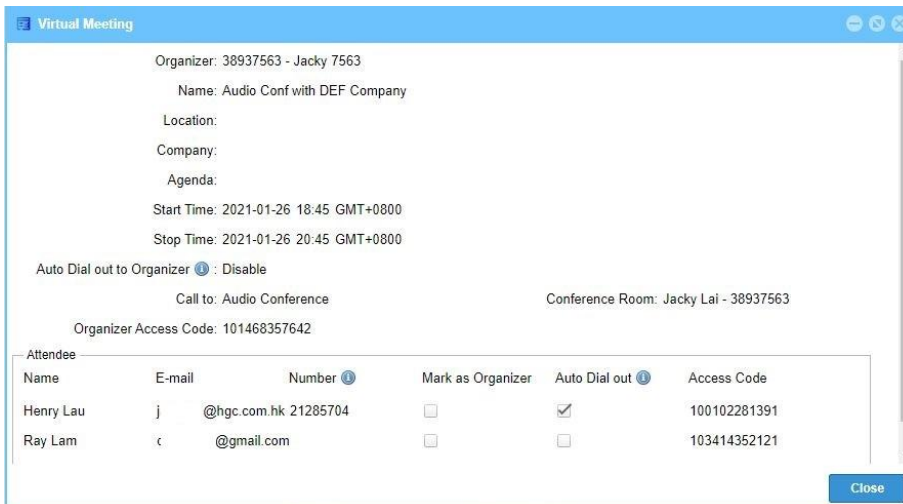 Virtual Meeting
Organizer: 38937563 - Jacky 7563
Name: Audio Conf with DEF Company
Location:
Company:
Agenda:
Start Time: 2021-01-26 18:45 GMT+0800
Stop Time: 2021-01-26 20:45 GMT+0800
Auto Dial out to Organizer : Disable
Call to: Audio Conference Conference Room: Jacky Lai - 38937563
Organizer Access Code: 101468357642
Attendee
Name E-mail Number Mark as Organizer Auto Dial out Access Code
Henry Lau j @hgc.com.hk 21285704 100102281391
Ray Lam @gmail.com 103414352121
Close